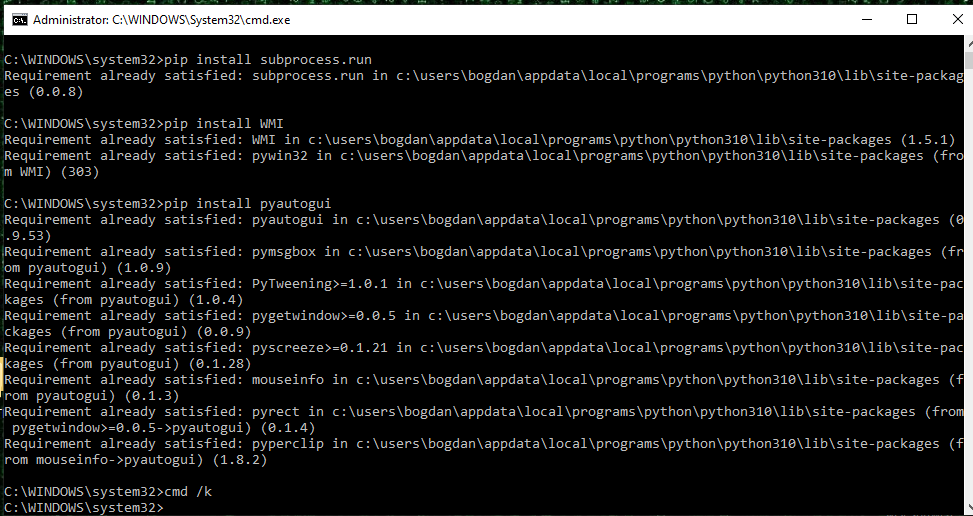 Administrator: C:\WINDOWS\System32\cmd.exe
C:\WINDOWS\system32>pip install subprocess.run
Requirement already satisfied: subprocess.run in c:\users\bogdan\appdata\local\programs\python\python310\lib\site-packag
es (0.0.8)
C:\WINDOWS\system32>pip install WMI
Requirement already satisfied: WMI in c:\users\bogdan\appdata\local\programs\python\python310\lib\site-packages (1.5.1)
Requirement already satisfied: pywin32 in c:\users\bogdan\appdata\local\programs\python\python310\lib\site-packages (fro
m WMI) (303)
C:\WINDOWS\system32>pip install pyautogui
Requirement already satisfied: pyautogui in c:\users\bogdan\appdata\local\programs\python\python310\lib\site-packages (0
.9.53)
Requirement already satisfied: pymsgbox in c:\users\bogdan\appdata\local\programs\python\python310\lib\site-packages (fr
om pyautogui) (1.0.9)
Requirement already satisfied: PyTweening>=1.0.1 in c:\users\bogdan\appdata\local\programs\python\python310\lib\site-pac
kages (from pyautogui) (1.0.4)
Requirement already satisfied: pygetwindow>=0.0.5 in c:\users\bogdan\appdata\local\programs\python\python310\lib\site-pa
ckages (from pyautogui) (0.0.9)
Requirement already satisfied: pyscreeze>=0.1.21 in c:\users\bogdan\appdata\local\programs\python\python310\lib\site-pac
kages (from pyautogui) (0.1.28)
Requirement already satisfied: mouseinfo in c:\users\bogdan\appdata\local\programs\python\python310\lib\site-packages (f
rom pyautogui) (0.1.3)
Requirement already satisfied: pyrect in c:\users\bogdan\appdata\local\programs\python\python310\lib\site-packages (from
 pygetwindow>=0.0.5->pyautogui) (0.1.4)
Requirement already satisfied: pyperclip in c:\users\bogdan\appdata\local\programs\python\python310\lib\site-packages (f
rom mouseinfo->pyautogui) (1.8.2)
C:\WINDOWS\system32>cmd /k
C:\WINDOWS\system32>